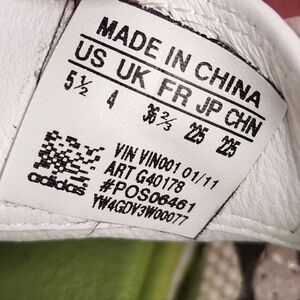 MADE IN CHINA
US UK FR JP CHN
5½ 4 36⅔ 225 225
VIN VIN001 01/11
ART G40178
#POS06461
YW4GDV3W00077
adidas